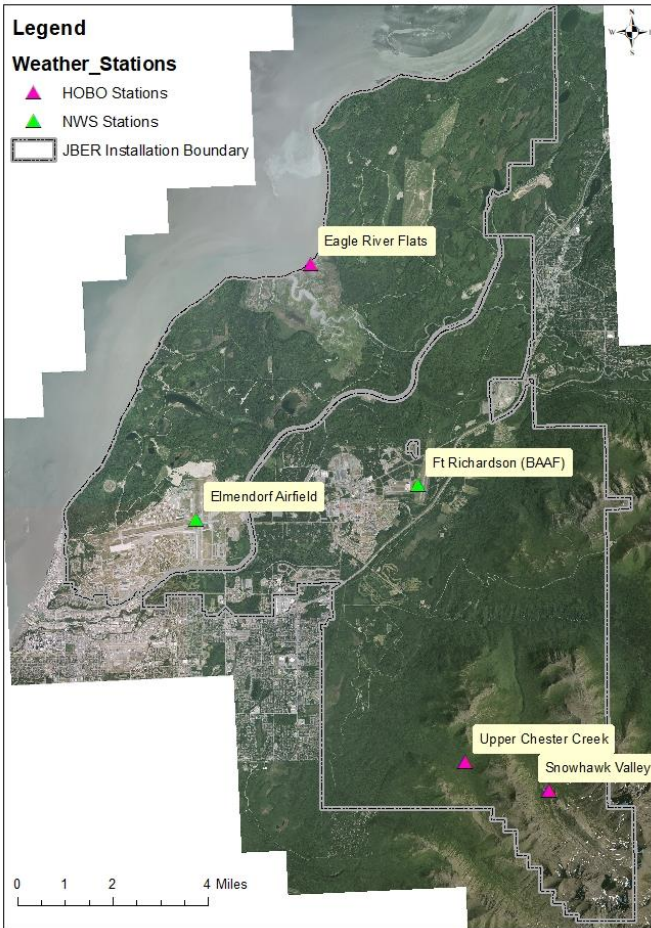 Legend
Weather_Stations
HOBO Stations
NWS Stations
JBER Installation Boundary
N
W
S
Eagle River Flats
Ft Richardson (BAAF)
Elmendorf Airfield
Upper Chester Creek
Snowhawk Valley
0 1 2 4 Miles